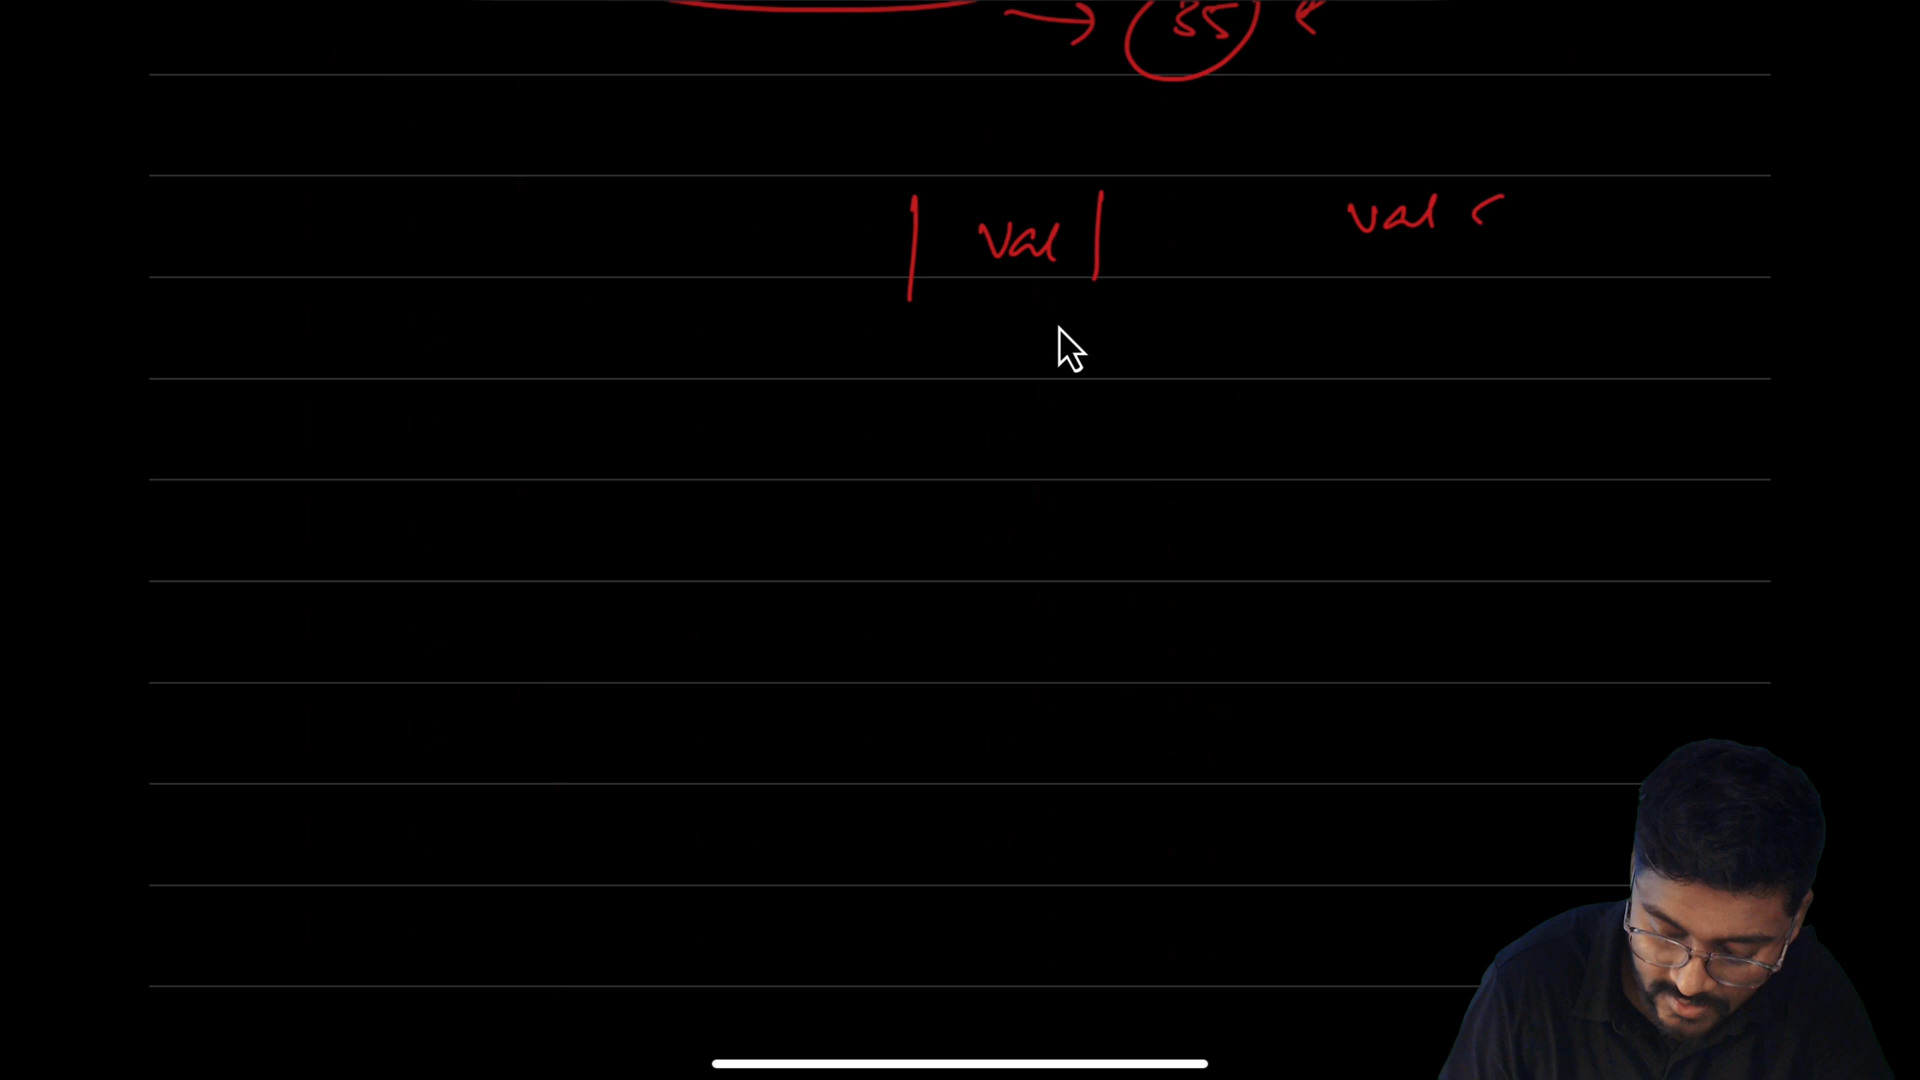 → 35
| val | val <